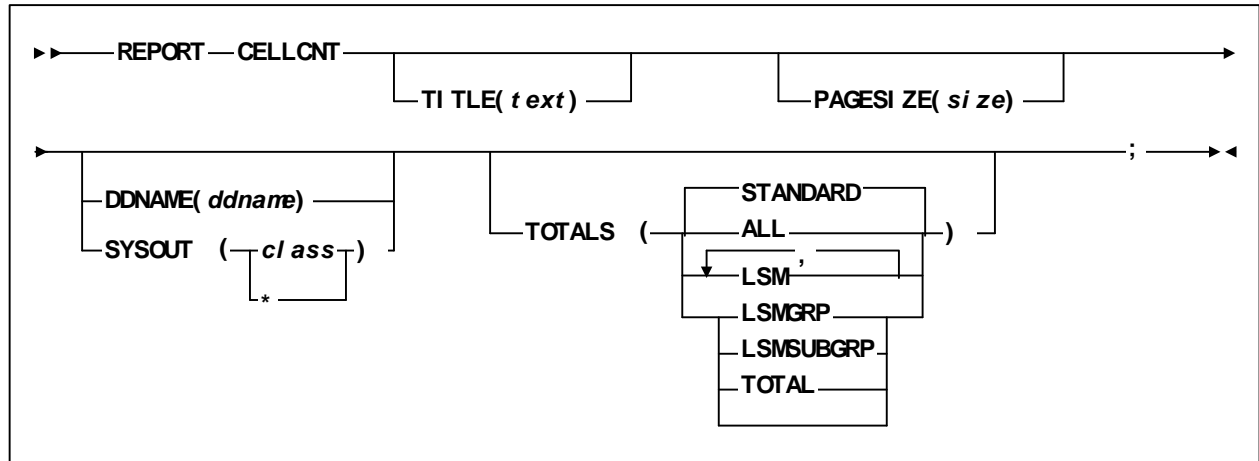 REPORT CELLCNT
TITLE(text)
PAGESIZE(size)
;
DDNAME(ddname)
SYSOUT (class)
*
TOTALS (STANDARD)
ALL
,
LSM
LSMGRP
LSMSUBGRP
TOTAL